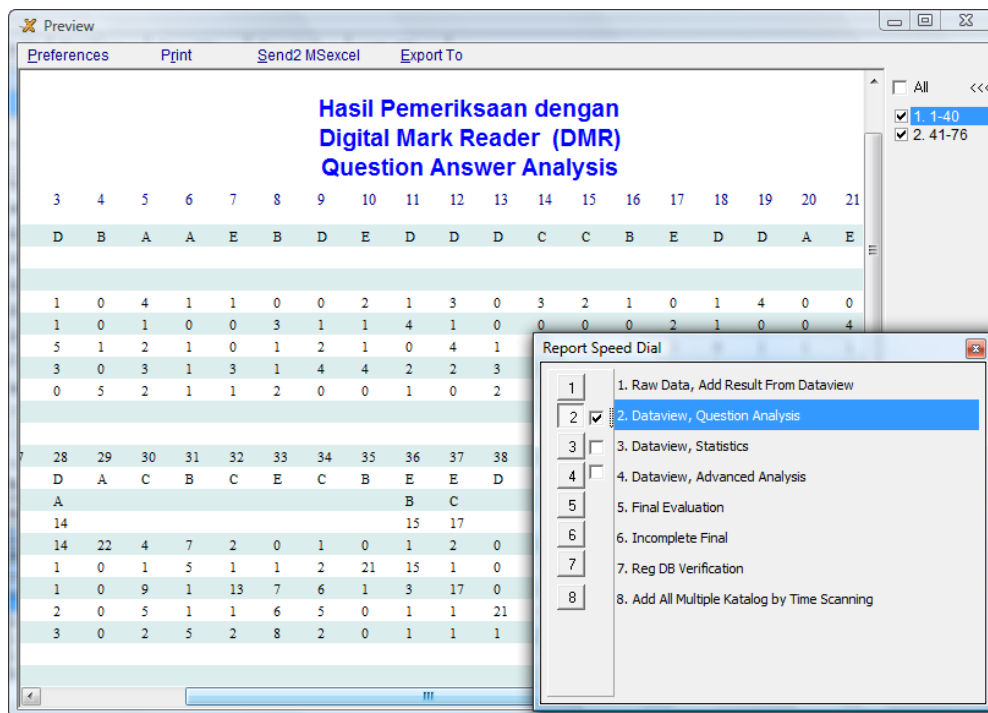 Preview
Preferences Print Send2 MSexcel Export To
All <<<
1. 1-40
2. 41-76
Hasil Pemeriksaan dengan
Digital Mark Reader (DMR)
Question Answer Analysis
3 4 5 6 7 8 9 10 11 12 13 14 15 16 17 18 19 20 21
D B A A E B D E D D D C C B E D D A E
1 0 4 1 1 0 0 2 1 3 0 3 2 1 0 1 4 0 0
1 0 1 0 0 3 1 1 4 1 0 0 0 0 2 1 0 0 4
5 1 2 1 0 1 2 1 0 4 1
3 0 3 1 3 1 4 4 2 2 3
0 5 2 1 1 2 0 0 1 0 2
28 29 30 31 32 33 34 35 36 37 38
D A C B C E C B E E D
A B C
14 15 17
14 22 4 7 2 0 1 0 1 2 0
1 0 1 5 1 1 2 21 15 1 0
1 0 9 1 13 7 6 1 3 17 0
2 0 5 1 1 6 5 0 1 1 21
3 0 2 5 2 8 2 0 1 1 1
Report Speed Dial
1 1. Raw Data, Add Result From Dataview
2 2. Dataview, Question Analysis
3 3. Dataview, Statistics
4 4. Dataview, Advanced Analysis
5 5. Final Evaluation
6 6. Incomplete Final
7 7. Reg DB Verification
8 8. Add All Multiple Katalog by Time Scanning